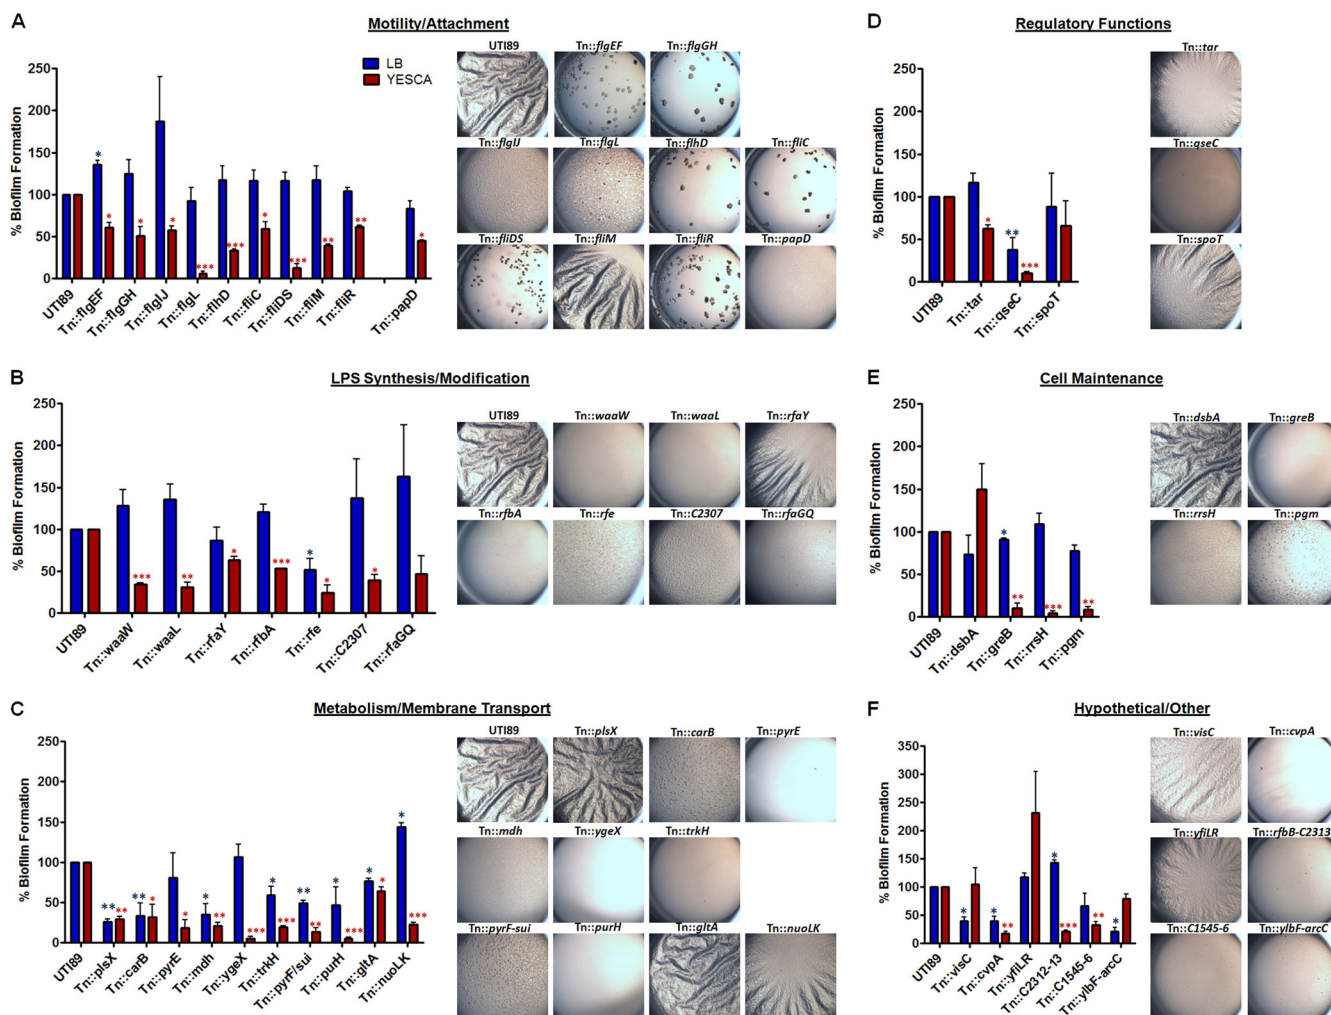 A
Motility/Attachment
% Biofilm Formation
250
200
150
100
50
0
LB
YESCA
*
*
*
*
***
***
*
***
**
**
*
UTI89
Tn::flgEF
Tn::flgGH
Tn::flgIJ
Tn::flgL
Tn::flhD
Tn::fliC
Tn::fliDS
Tn::fliM
Tn::fliR
Tn::papD
UTI89 Tn::flgEF Tn::flgGH
Tn::flgIJ Tn::flgL Tn::flhD Tn::fliC
Tn::fliDS Tn::fliM Tn::fliR Tn::papD
D
Regulatory Functions
% Biofilm Formation
250
200
150
100
50
0
*
**
***
UTI89
Tn::tar
Tn::qseC
Tn::spoT
Tn::tar
Tn::qseC
Tn::spoT
B
LPS Synthesis/Modification
% Biofilm Formation
250
200
150
100
50
0
***
**
*
***
*
*
*
UTI89
Tn::waaW
Tn::waaL
Tn::rfaY
Tn::rfbA
Tn::rfe
Tn::C2307
Tn::rfaGQ
UTI89 Tn::waaW Tn::waaL Tn::rfaY
Tn::rfbA Tn::rfe Tn::C2307 Tn::rfaGQ
E
Cell Maintenance
% Biofilm Formation
250
200
150
100
50
0
*
**
***
**
UTI89
Tn::dsbA
Tn::greB
Tn::rrsH
Tn::pgm
Tn::dsbA Tn::greB
Tn::rrsH Tn::pgm
C
Metabolism/Membrane Transport
% Biofilm Formation
250
200
150
100
50
0
**
**
**
*
*
*
**
***
*
***
**
**
*
***
*
*
*
***
UTI89
Tn::plsX
Tn::carB
Tn::pyrE
Tn::mdh
Tn::ygeX
Tn::trkH
Tn::pyrF/sui
Tn::purH
Tn::gltA
Tn::nuoLK
UTI89 Tn::plsX Tn::carB Tn::pyrE
Tn::mdh Tn::ygeX Tn::trkH
Tn::pyrF-sui Tn::purH Tn::gltA Tn::nuoLK
F
Hypothetical/Other
% Biofilm Formation
350
300
250
200
150
100
50
0
*
*
**
*
***
**
*
UTI89
Tn::visC
Tn::cvpA
Tn::yfiLR
Tn::C2312-13
Tn::C1545-6
Tn::ylbF-arcC
Tn::visC Tn::cvpA
Tn::yfiLR Tn::rfbB-C2313
Tn::C1545-6 Tn::ylbF-arcC